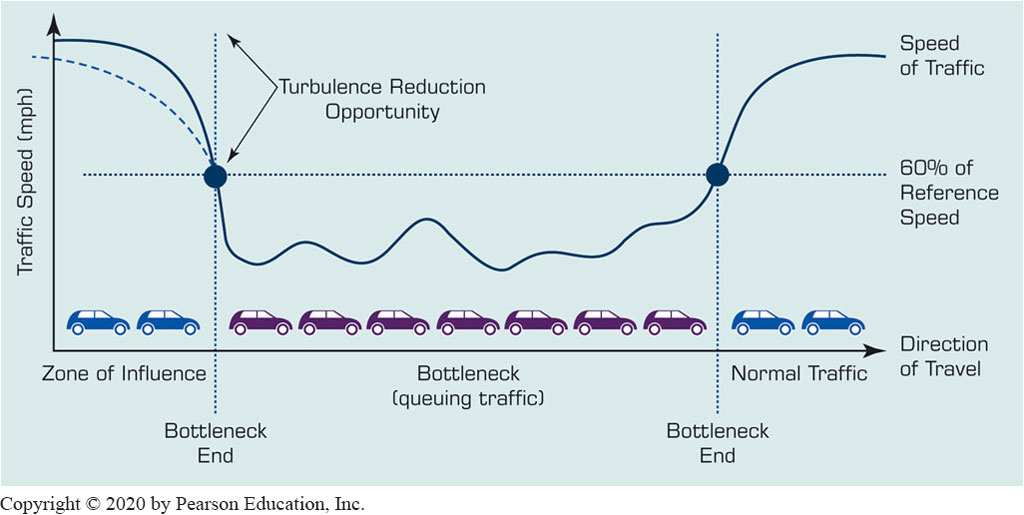 Traffic Speed (mph)
Turbulence Reduction
Opportunity
Speed
of Traffic
60% of
Reference
Speed
Direction
of Travel
Zone of Influence
Bottleneck
(queuing traffic)
Normal Traffic
Bottleneck
End
Bottleneck
End
Copyright © 2020 by Pearson Education, Inc.